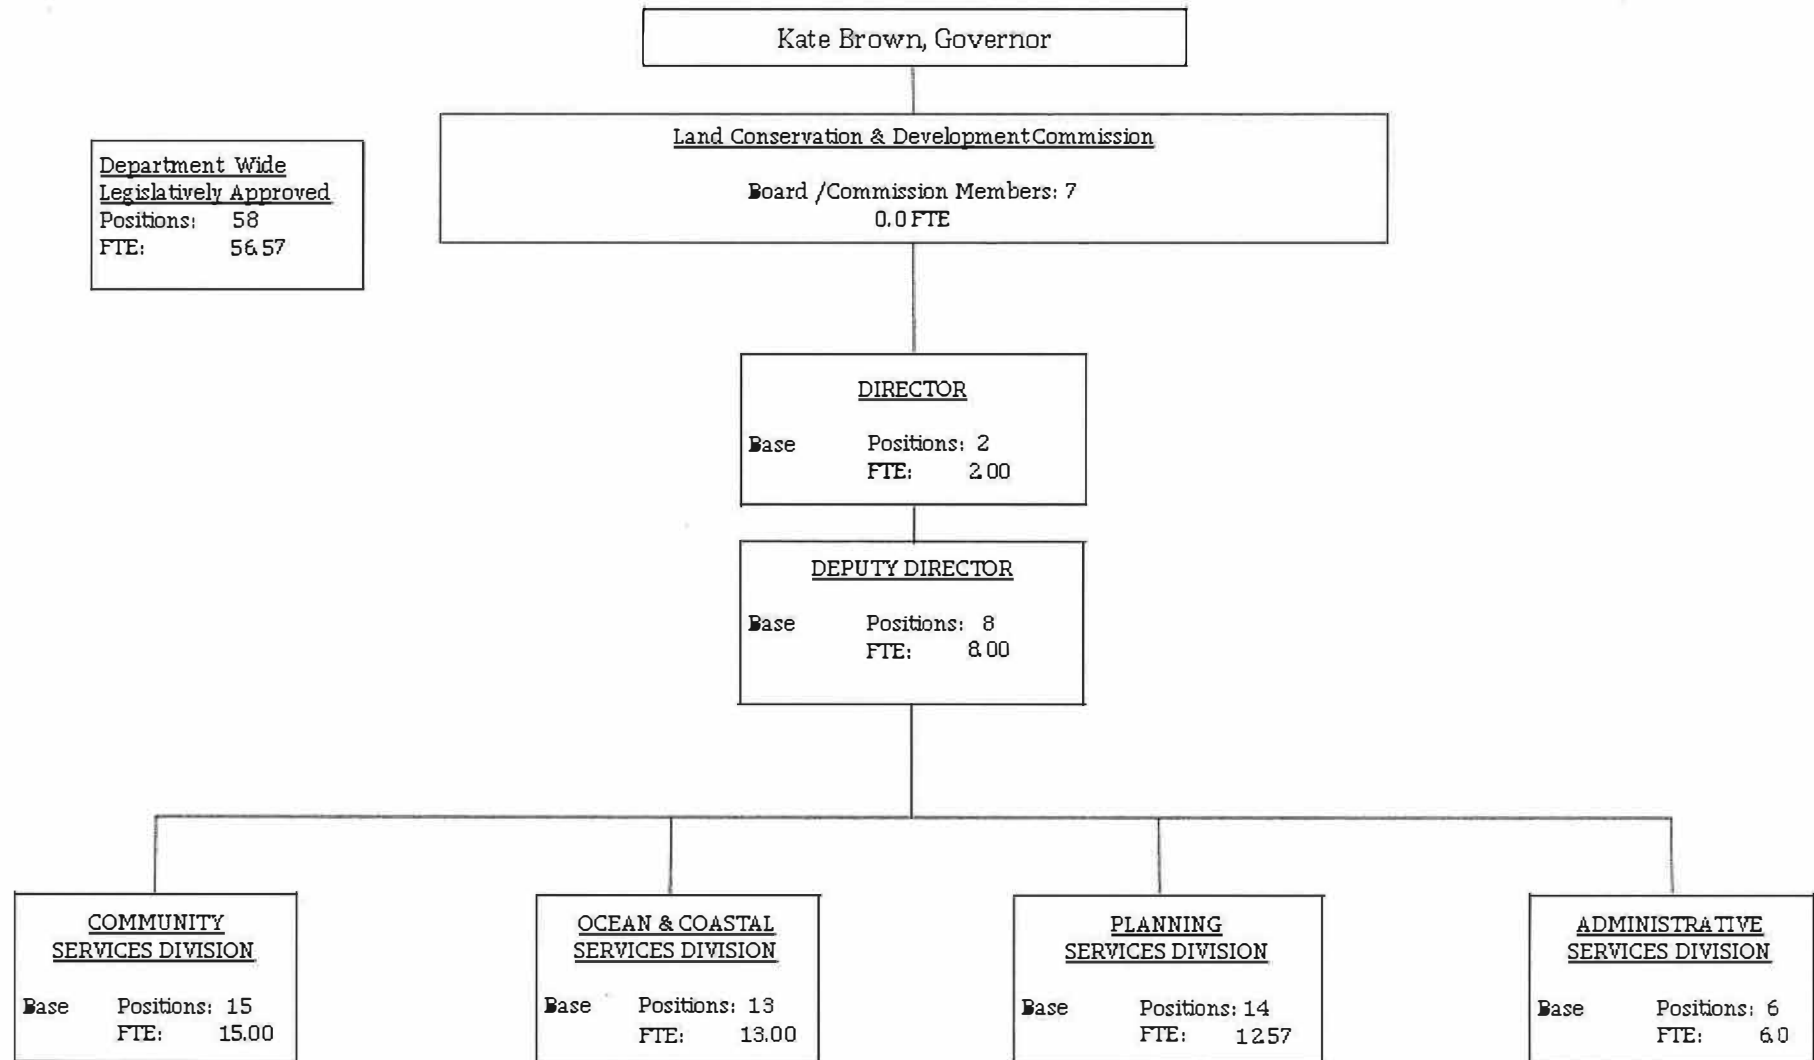 Kate Brown, Governor
Land Conservation & Development Commission
Board /Commission Members: 7
0.0 FTE
Department Wide
Legislatively Approved
Positions: 58
FTE: 56.57
DIRECTOR
Base Positions: 2
FTE: 2.00
DEPUTY DIRECTOR
Base Positions: 8
FTE: 8.00
COMMUNITY
SERVICES DIVISION
Base Positions: 15
FTE: 15.00
OCEAN & COASTAL
SERVICES DIVISION
Base Positions: 13
FTE: 13.00
PLANNING
SERVICES DIVISION
Base Positions: 14
FTE: 12.57
ADMINISTRATIVE
SERVICES DIVISION
Base Positions: 6
FTE: 6.0